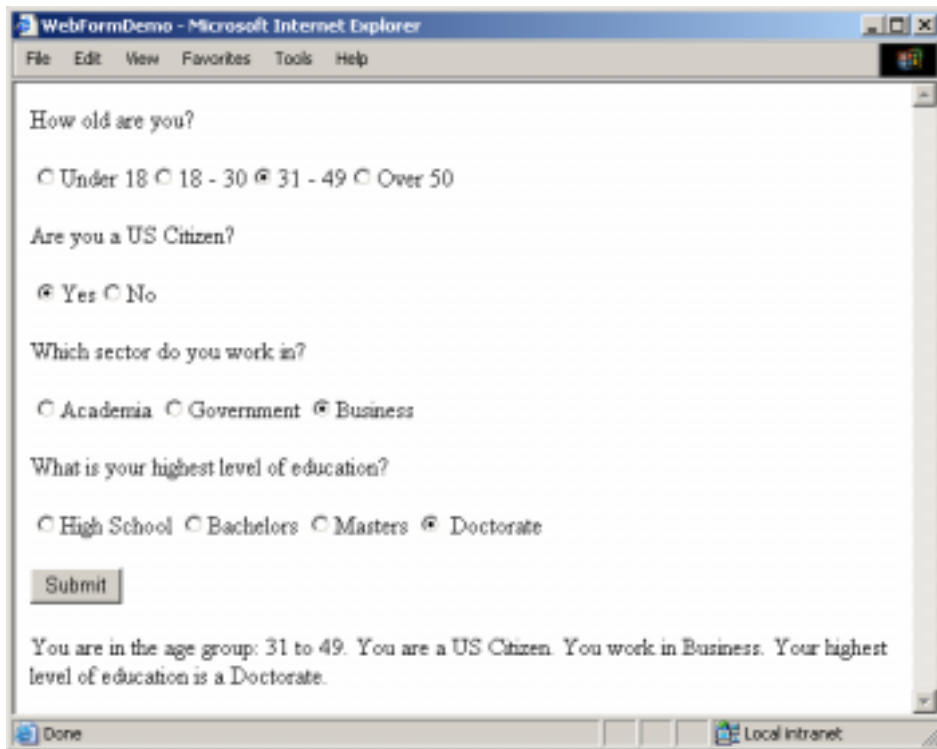 WebFormDemo - Microsoft Internet Explorer
File Edit View Favorites Tools Help
How old are you?
Under 18 18 - 30 31 - 49 Over 50
Are you a US Citizen?
Yes No
Which sector do you work in?
Academia Government Business
What is your highest level of education?
High School Bachelors Masters Doctorate
Submit
You are in the age group: 31 to 49. You are a US Citizen. You work in Business. Your highest
level of education is a Doctorate.
Done Local intranet